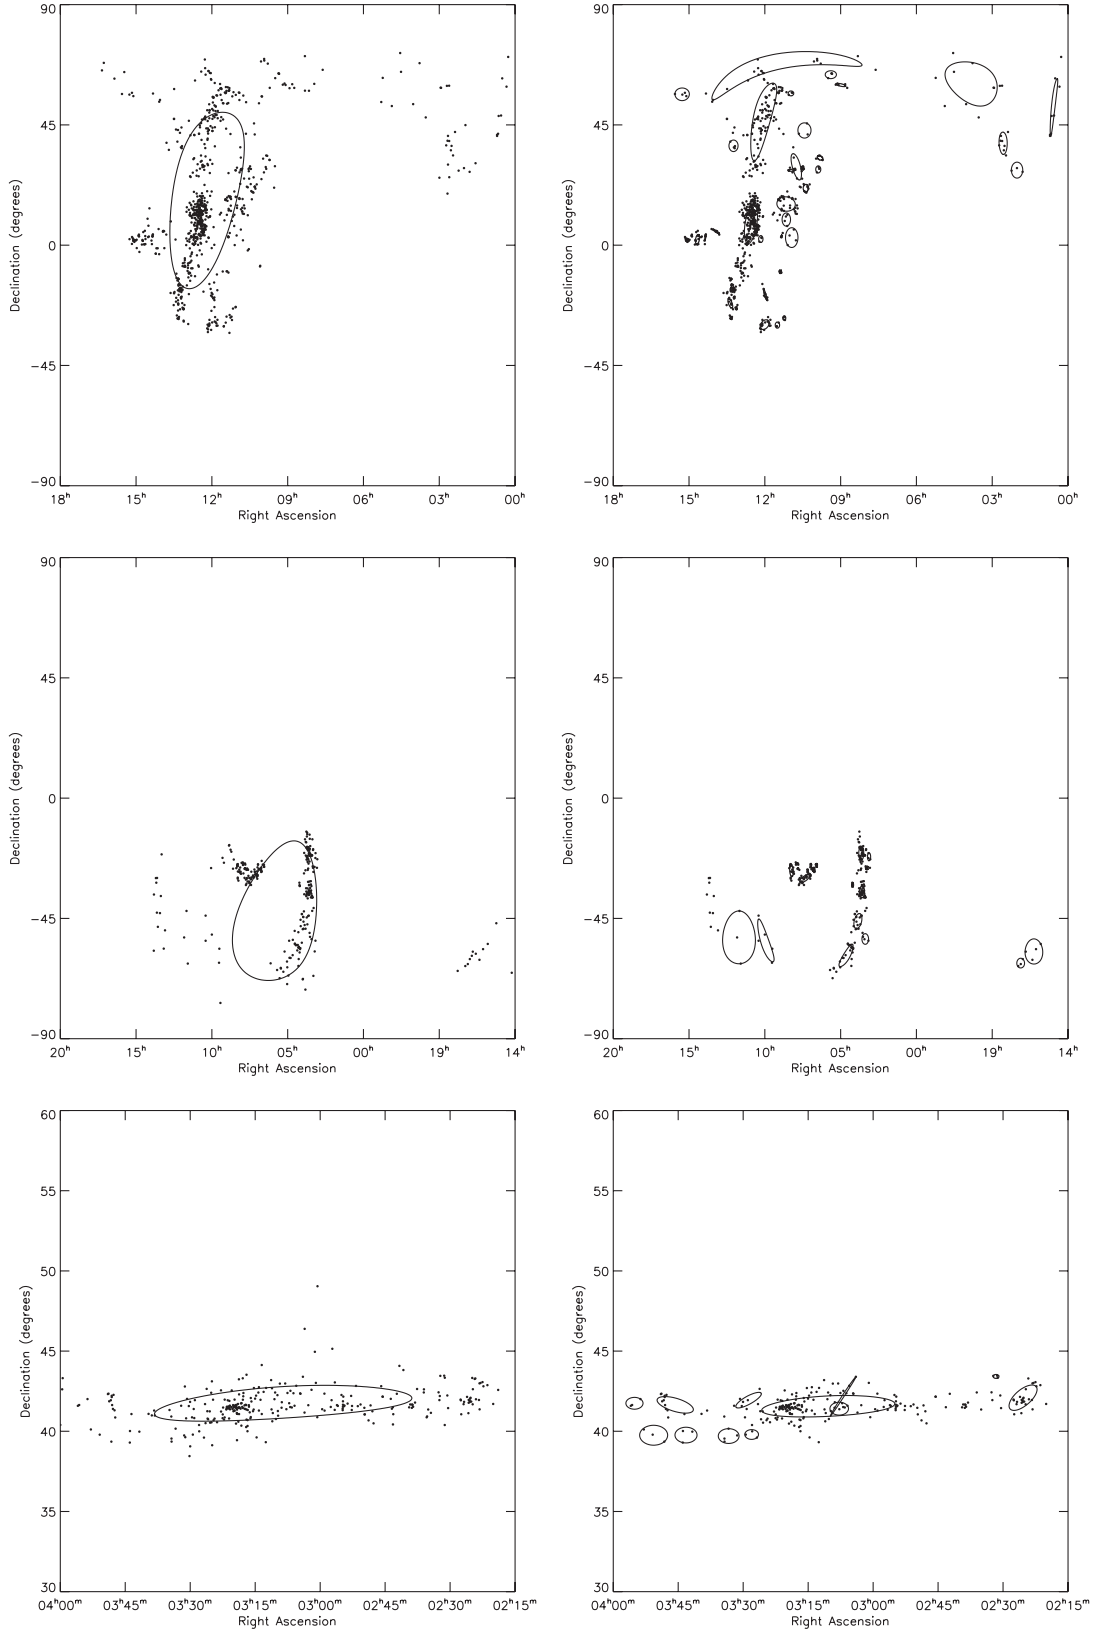 90
45
0
−45
−90
Declination (degrees)
18ʰ 15ʰ 12ʰ 09ʰ 06ʰ 03ʰ 00ʰ
Right Ascension
90
45
0
−45
−90
Declination (degrees)
18ʰ 15ʰ 12ʰ 09ʰ 06ʰ 03ʰ 00ʰ
Right Ascension
90
45
0
−45
−90
Declination (degrees)
20ʰ 15ʰ 10ʰ 05ʰ 00ʰ 19ʰ 14ʰ
Right Ascension
90
45
0
−45
−90
Declination (degrees)
20ʰ 15ʰ 10ʰ 05ʰ 00ʰ 19ʰ 14ʰ
Right Ascension
60
55
50
45
40
35
30
Declination (degrees)
04ʰ00ᵐ 03ʰ45ᵐ 03ʰ30ᵐ 03ʰ15ᵐ 03ʰ00ᵐ 02ʰ45ᵐ 02ʰ30ᵐ 02ʰ15ᵐ
Right Ascension
60
55
50
45
40
35
30
Declination (degrees)
04ʰ00ᵐ 03ʰ45ᵐ 03ʰ30ᵐ 03ʰ15ᵐ 03ʰ00ᵐ 02ʰ45ᵐ 02ʰ30ᵐ 02ʰ15ᵐ
Right Ascension